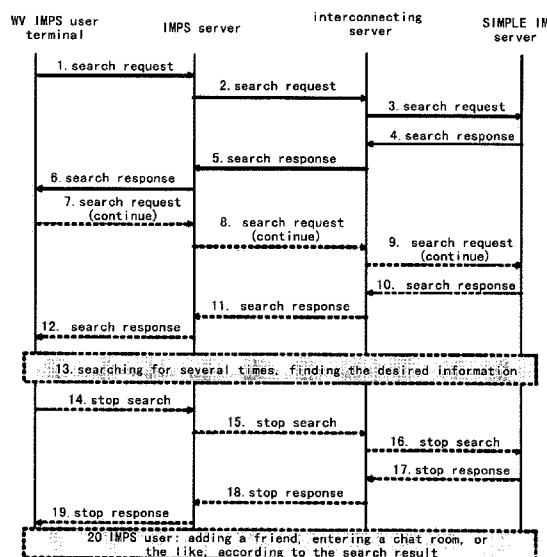 WV IMPS user
terminal
IMPS server
interconnecting
server
SIMPLE IM
server
1. search request
2. search request
3. search request
4. search response
5. search response
6. search response
7. search request
(continue)
8. search request
(continue)
9. search request
(continue)
10. search response
11. search response
12. search response
13. searching for several times, finding the desired information
14. stop search
15. stop search
16. stop search
17. stop response
18. stop response
19. stop response
20 IMPS user: adding a friend, entering a chat room, or
the like, according to the search result